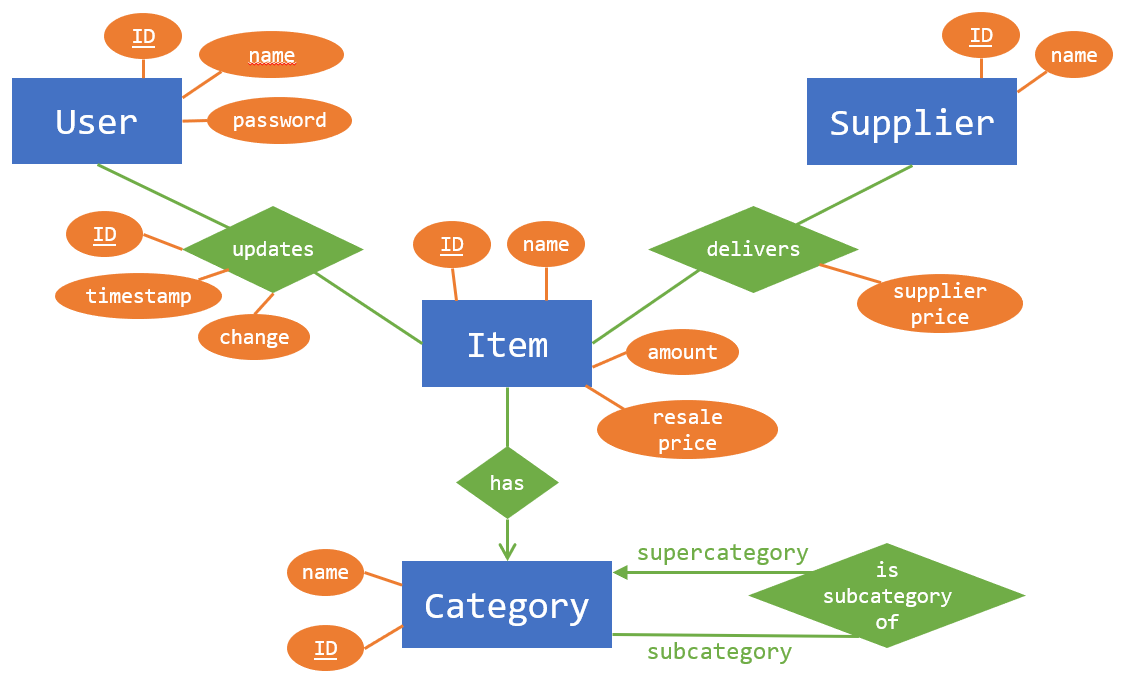 ID
name
User
password
ID
name
Supplier
ID
updates
timestamp
change
ID
name
delivers
supplier
price
Item
amount
resale
price
has
supercategory
is
subcategory
of
subcategory
name
Category
ID